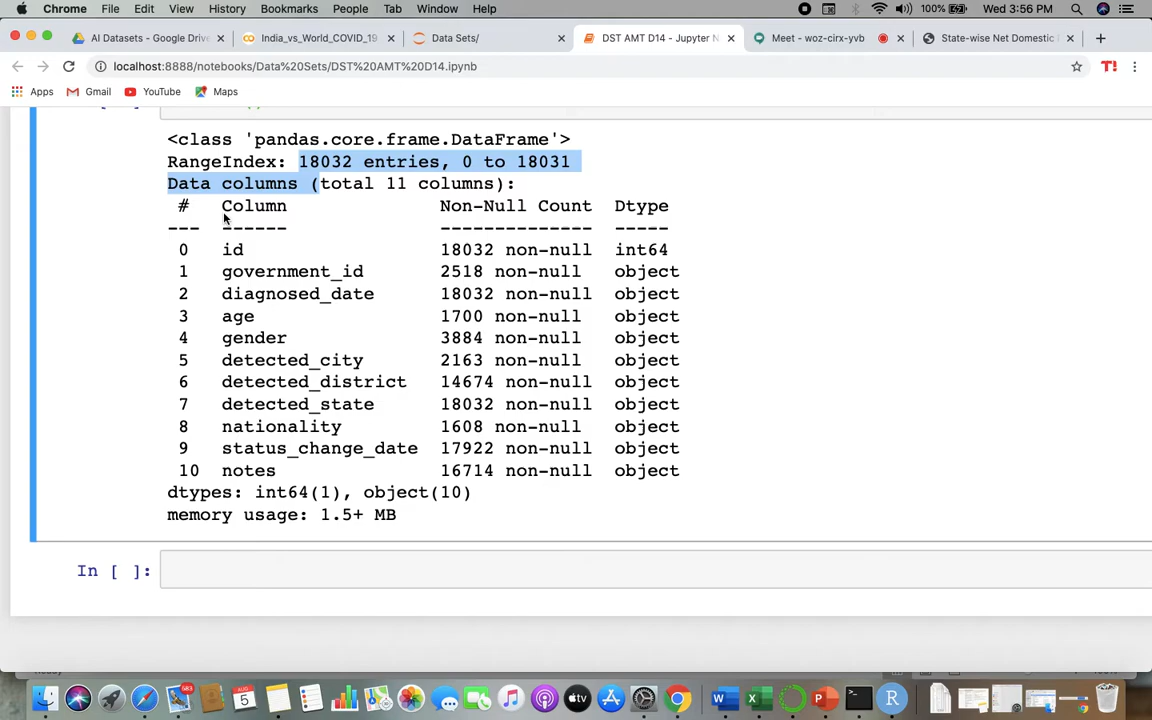 Chrome File Edit View History Bookmarks People Tab Window Help 100% Wed 3:56 PM
AI Datasets - Google Drive India_vs_World_COVID_19 Data Sets/ DST AMT D14 - Jupyter N Meet - woz-cirx-yvb State-wise Net Domestic
localhost:8888/notebooks/Data%20Sets/DST%20AMT%20D14.ipynb T!
Apps Gmail YouTube Maps
<class 'pandas.core.frame.DataFrame'>
RangeIndex: 18032 entries, 0 to 18031
Data columns (total 11 columns):
# Column Non-Null Count Dtype
--- ------ -------------- -----
0 id 18032 non-null int64
1 government_id 2518 non-null object
2 diagnosed_date 18032 non-null object
3 age 1700 non-null object
4 gender 3884 non-null object
5 detected_city 2163 non-null object
6 detected_district 14674 non-null object
7 detected_state 18032 non-null object
8 nationality 1608 non-null object
9 status_change_date 17922 non-null object
10 notes 16714 non-null object
dtypes: int64(1), object(10)
memory usage: 1.5+ MB
In [ ]:
583
AUG
5
tv
W X P R